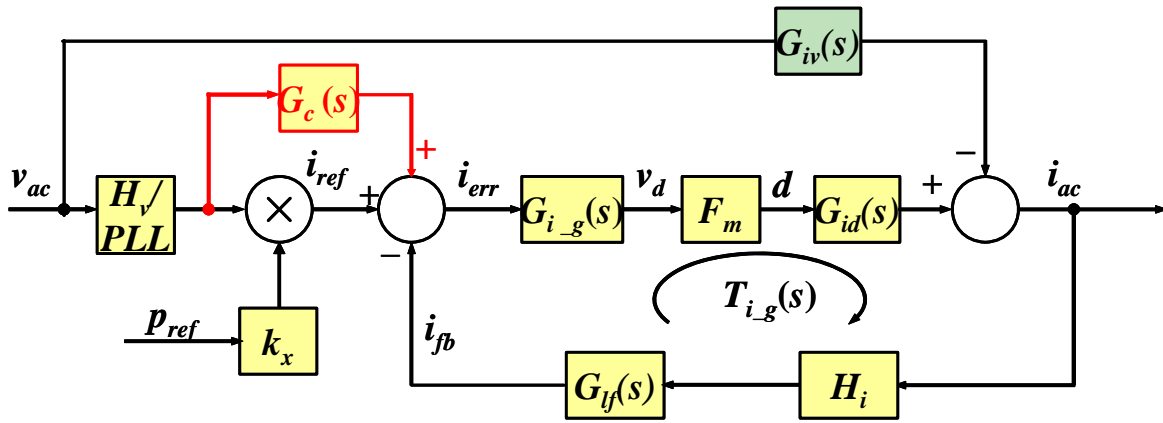 G_iv(s)
G_c(s)
+
−
v_ac
H_v/
PLL
×
i_ref
+
−
i_err
G_i_g(s)
v_d
F_m
d
G_id(s)
+
i_ac
T_i_g(s)
p_ref
k_x
i_fb
G_lf(s)
H_i